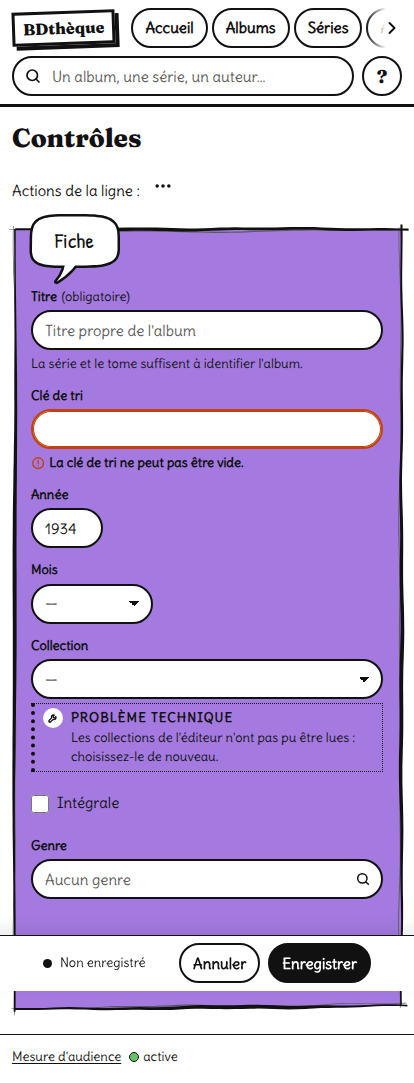 BDthèque
Accueil
Albums
Séries
Un album, une série, un auteur...
?
Contrôles
Actions de la ligne :
Fiche
Titre (obligatoire)
Titre propre de l'album
La série et le tome suffisent à identifier l'album.
Clé de tri
La clé de tri ne peut pas être vide.
Année
1934
Mois
—
Collection
—
PROBLÈME TECHNIQUE
Les collections de l'éditeur n'ont pas pu être lues :
choisissez-le de nouveau.
Intégrale
Genre
Aucun genre
Non enregistré
Annuler
Enregistrer
Mesure d'audience
active